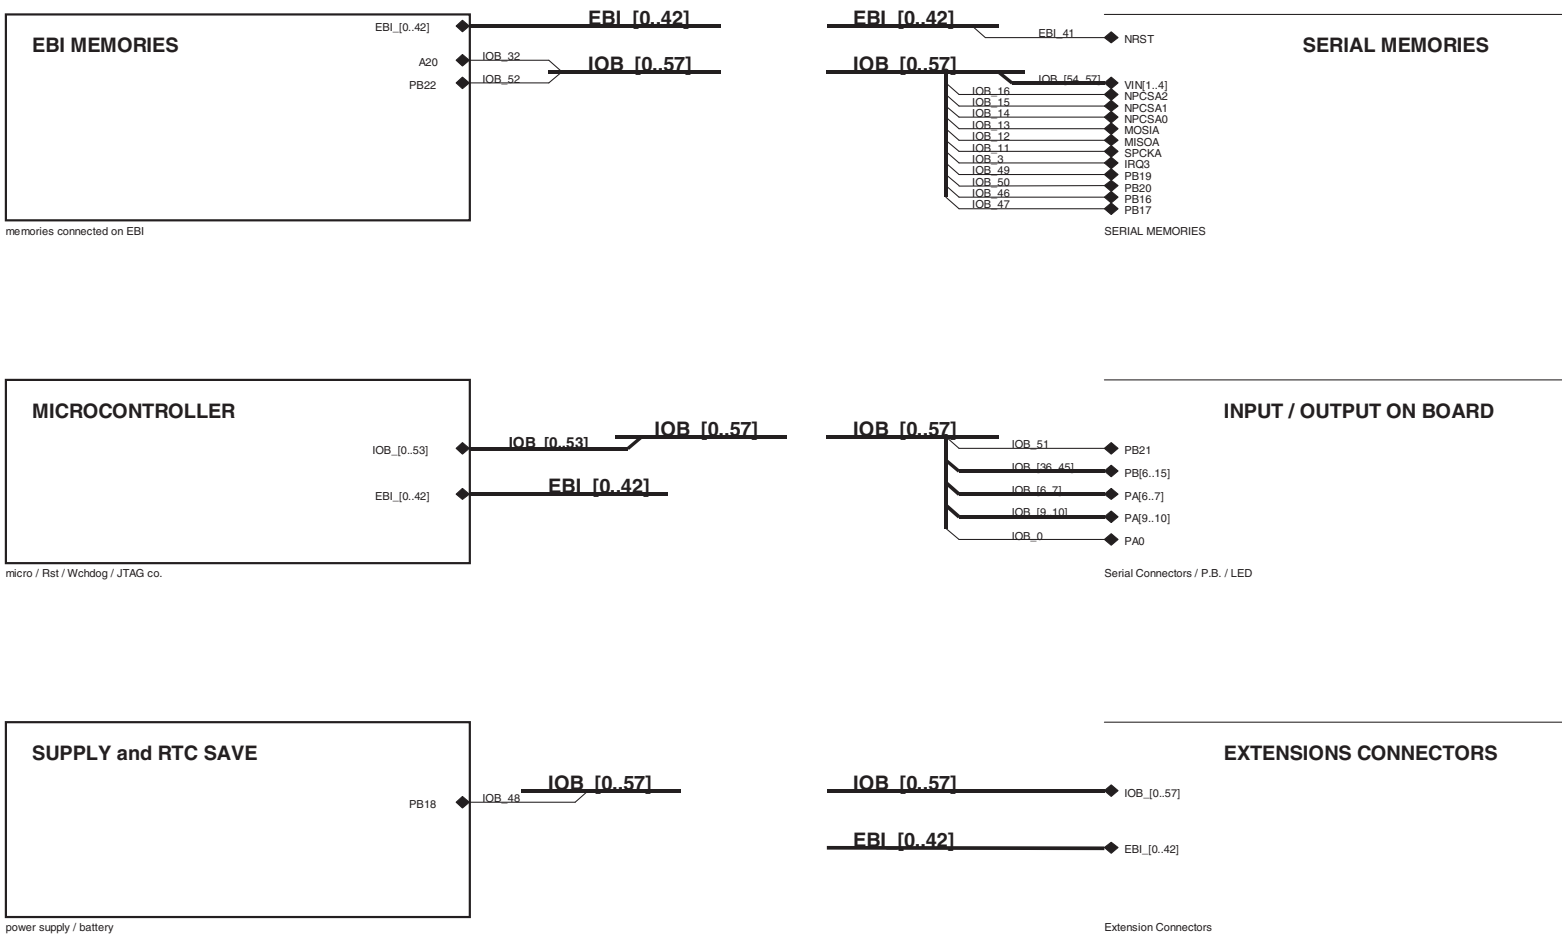 EBI MEMORIES
EBI_[0..42]
A20
PB22
IOB_32
IOB_52
EBI_[0..42]
IOB_[0..57]
memories connected on EBI
EBI_[0..42]
IOB_[0..57]
EBI_41
IOB_[54..57]
IOB_16
IOB_15
IOB_14
IOB_13
IOB_12
IOB_11
IOB_3
IOB_49
IOB_50
IOB_46
IOB_47
SERIAL MEMORIES
NRST
VIN[1..4]
NPCSA2
NPCSA1
NPCSA0
MOSIA
MISOA
SPCKA
IRQ3
PB19
PB20
PB16
PB17
SERIAL MEMORIES
MICROCONTROLLER
IOB_[0..53]
EBI_[0..42]
IOB_[0..53]
IOB_[0..57]
EBI_[0..42]
micro / Rst / Wchdog / JTAG co.
IOB_[0..57]
IOB_51
IOB_[36..45]
IOB_[6..7]
IOB_[9..10]
IOB_0
INPUT / OUTPUT ON BOARD
PB21
PB[6..15]
PA[6..7]
PA[9..10]
PA0
Serial Connectors / P.B. / LED
SUPPLY and RTC SAVE
PB18
IOB_48
IOB_[0..57]
power supply / battery
IOB_[0..57]
EBI_[0..42]
EXTENSIONS CONNECTORS
IOB_[0..57]
EBI_[0..42]
Extension Connectors